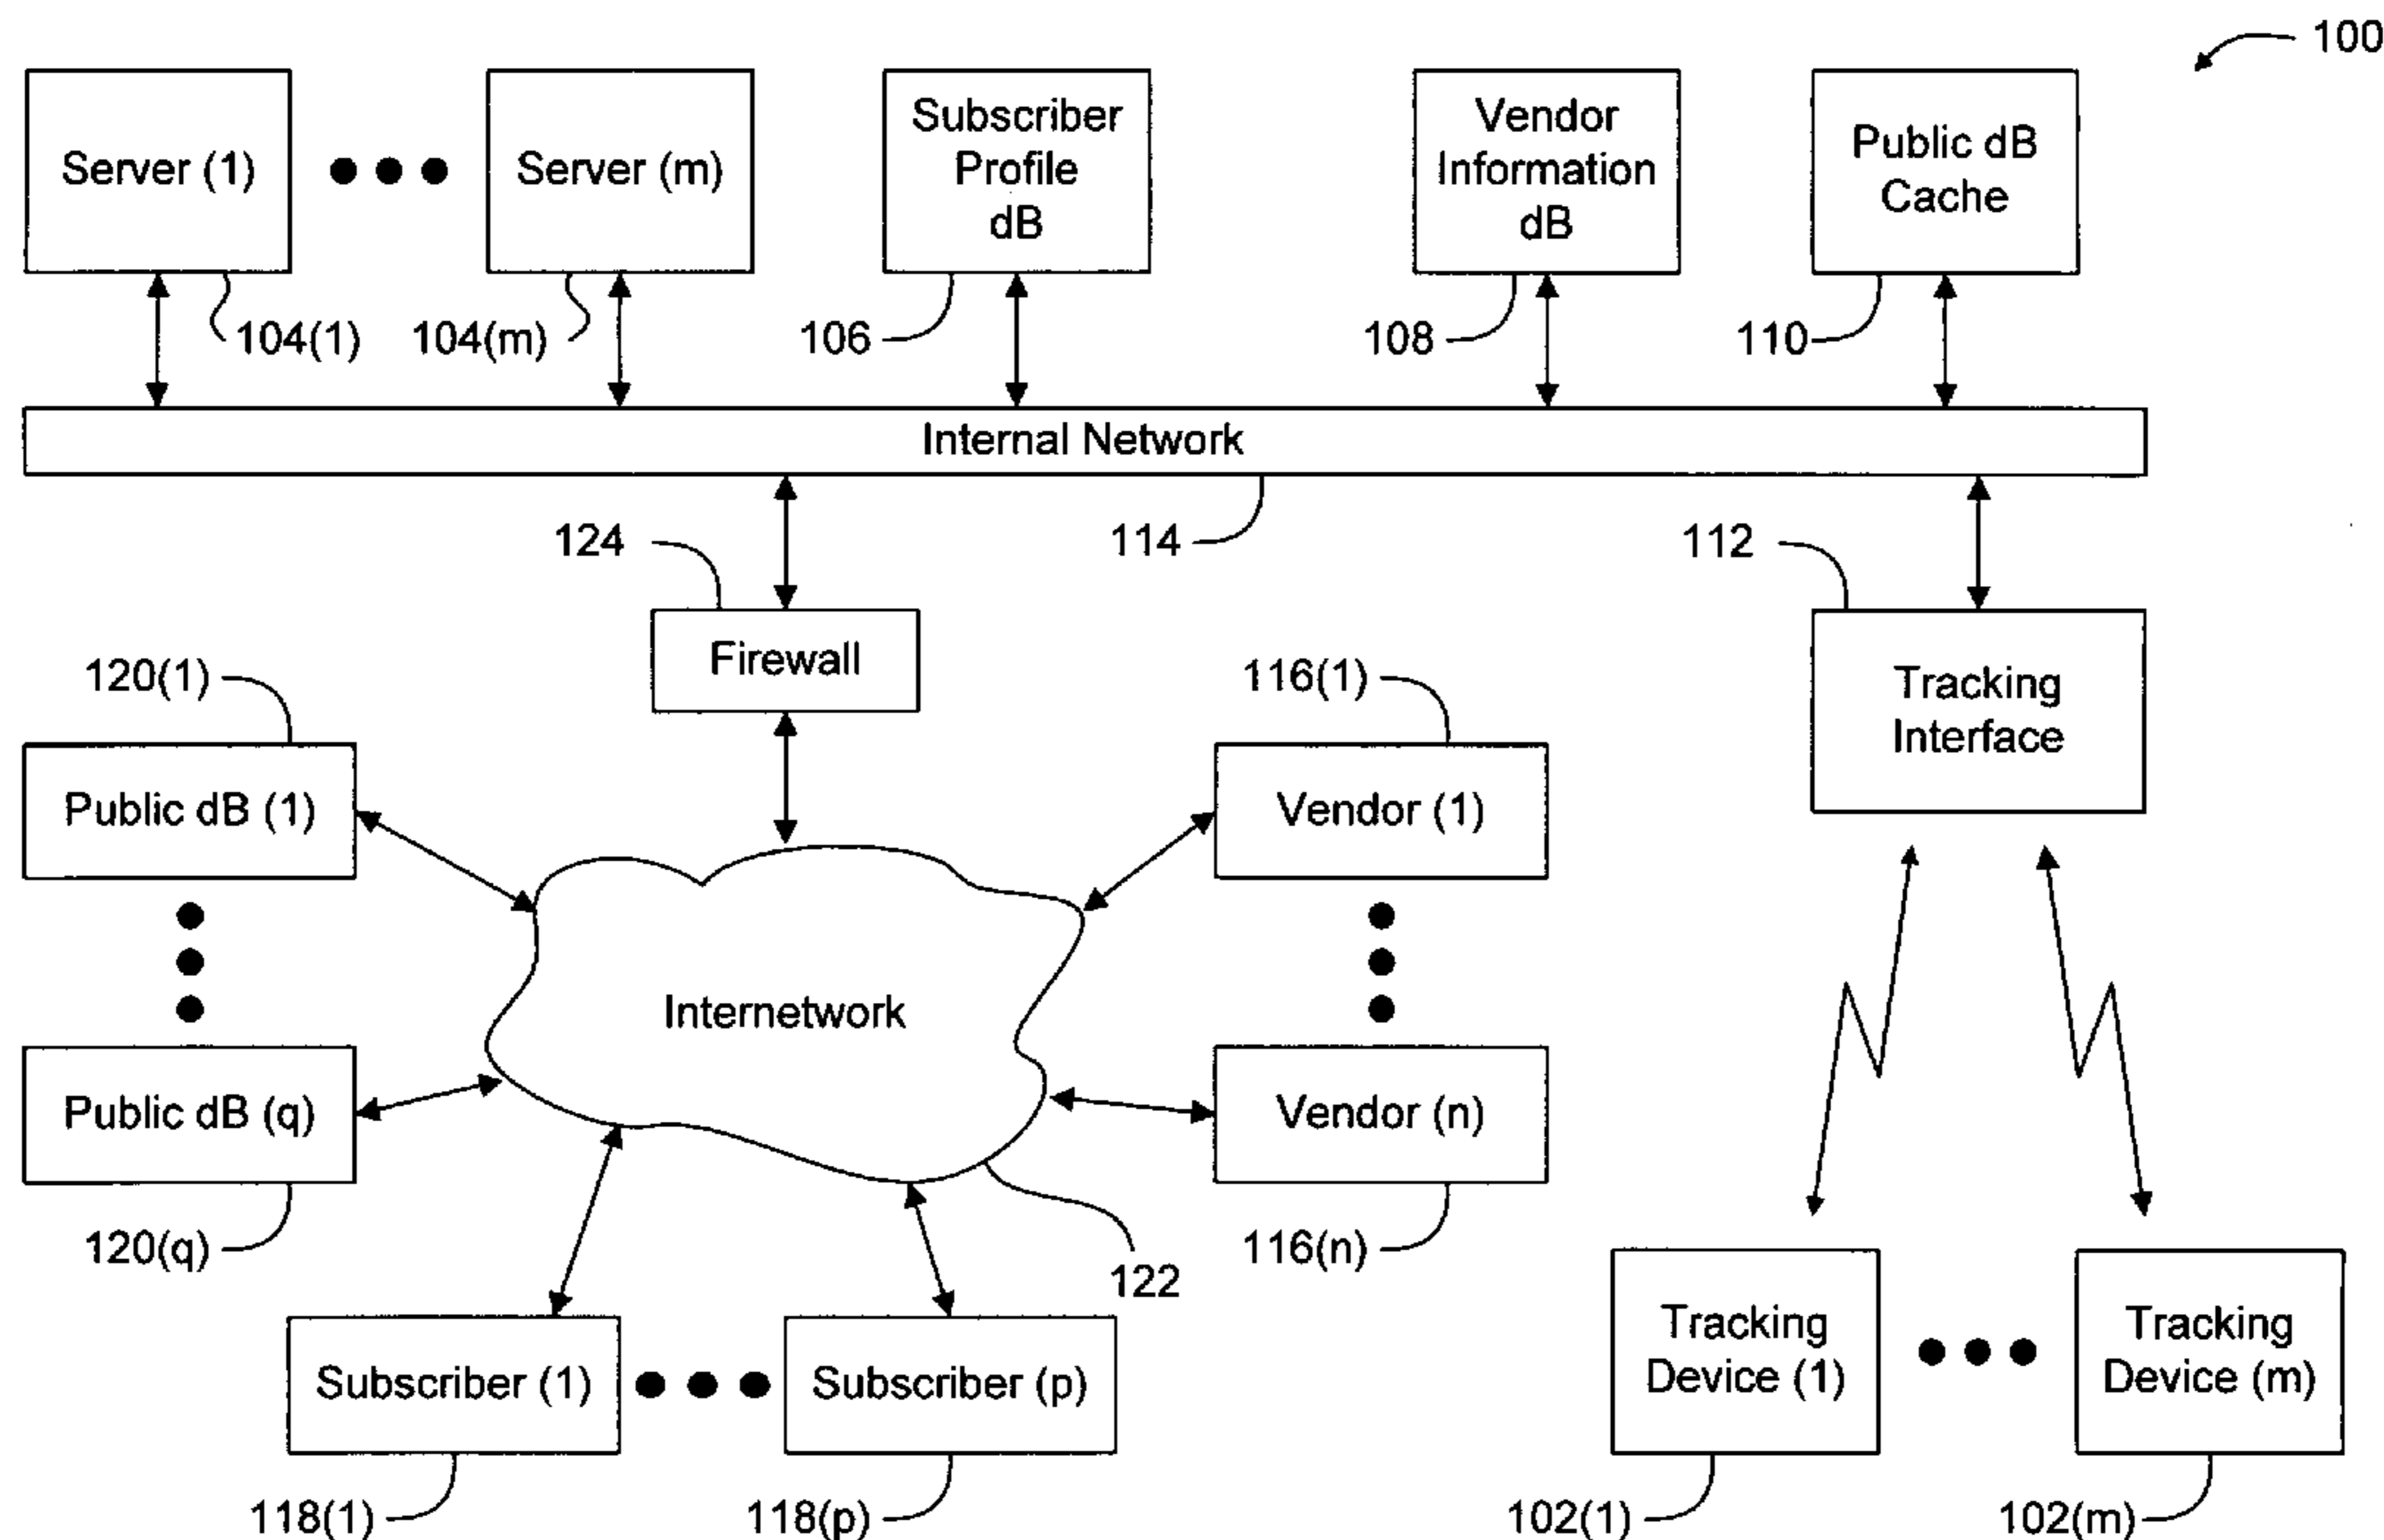 100
Server (1)
Server (m)
Subscriber
Profile
dB
Vendor
Information
dB
Public dB
Cache
104(1)
104(m)
106
108
110
Internal Network
124
114
112
Firewall
120(1)
116(1)
Tracking
Interface
Public dB (1)
Vendor (1)
Internetwork
Public dB (q)
Vendor (n)
120(q)
116(n)
122
Subscriber (1)
Subscriber (p)
Tracking
Device (1)
Tracking
Device (m)
118(1)
118(p)
102(1)
102(m)